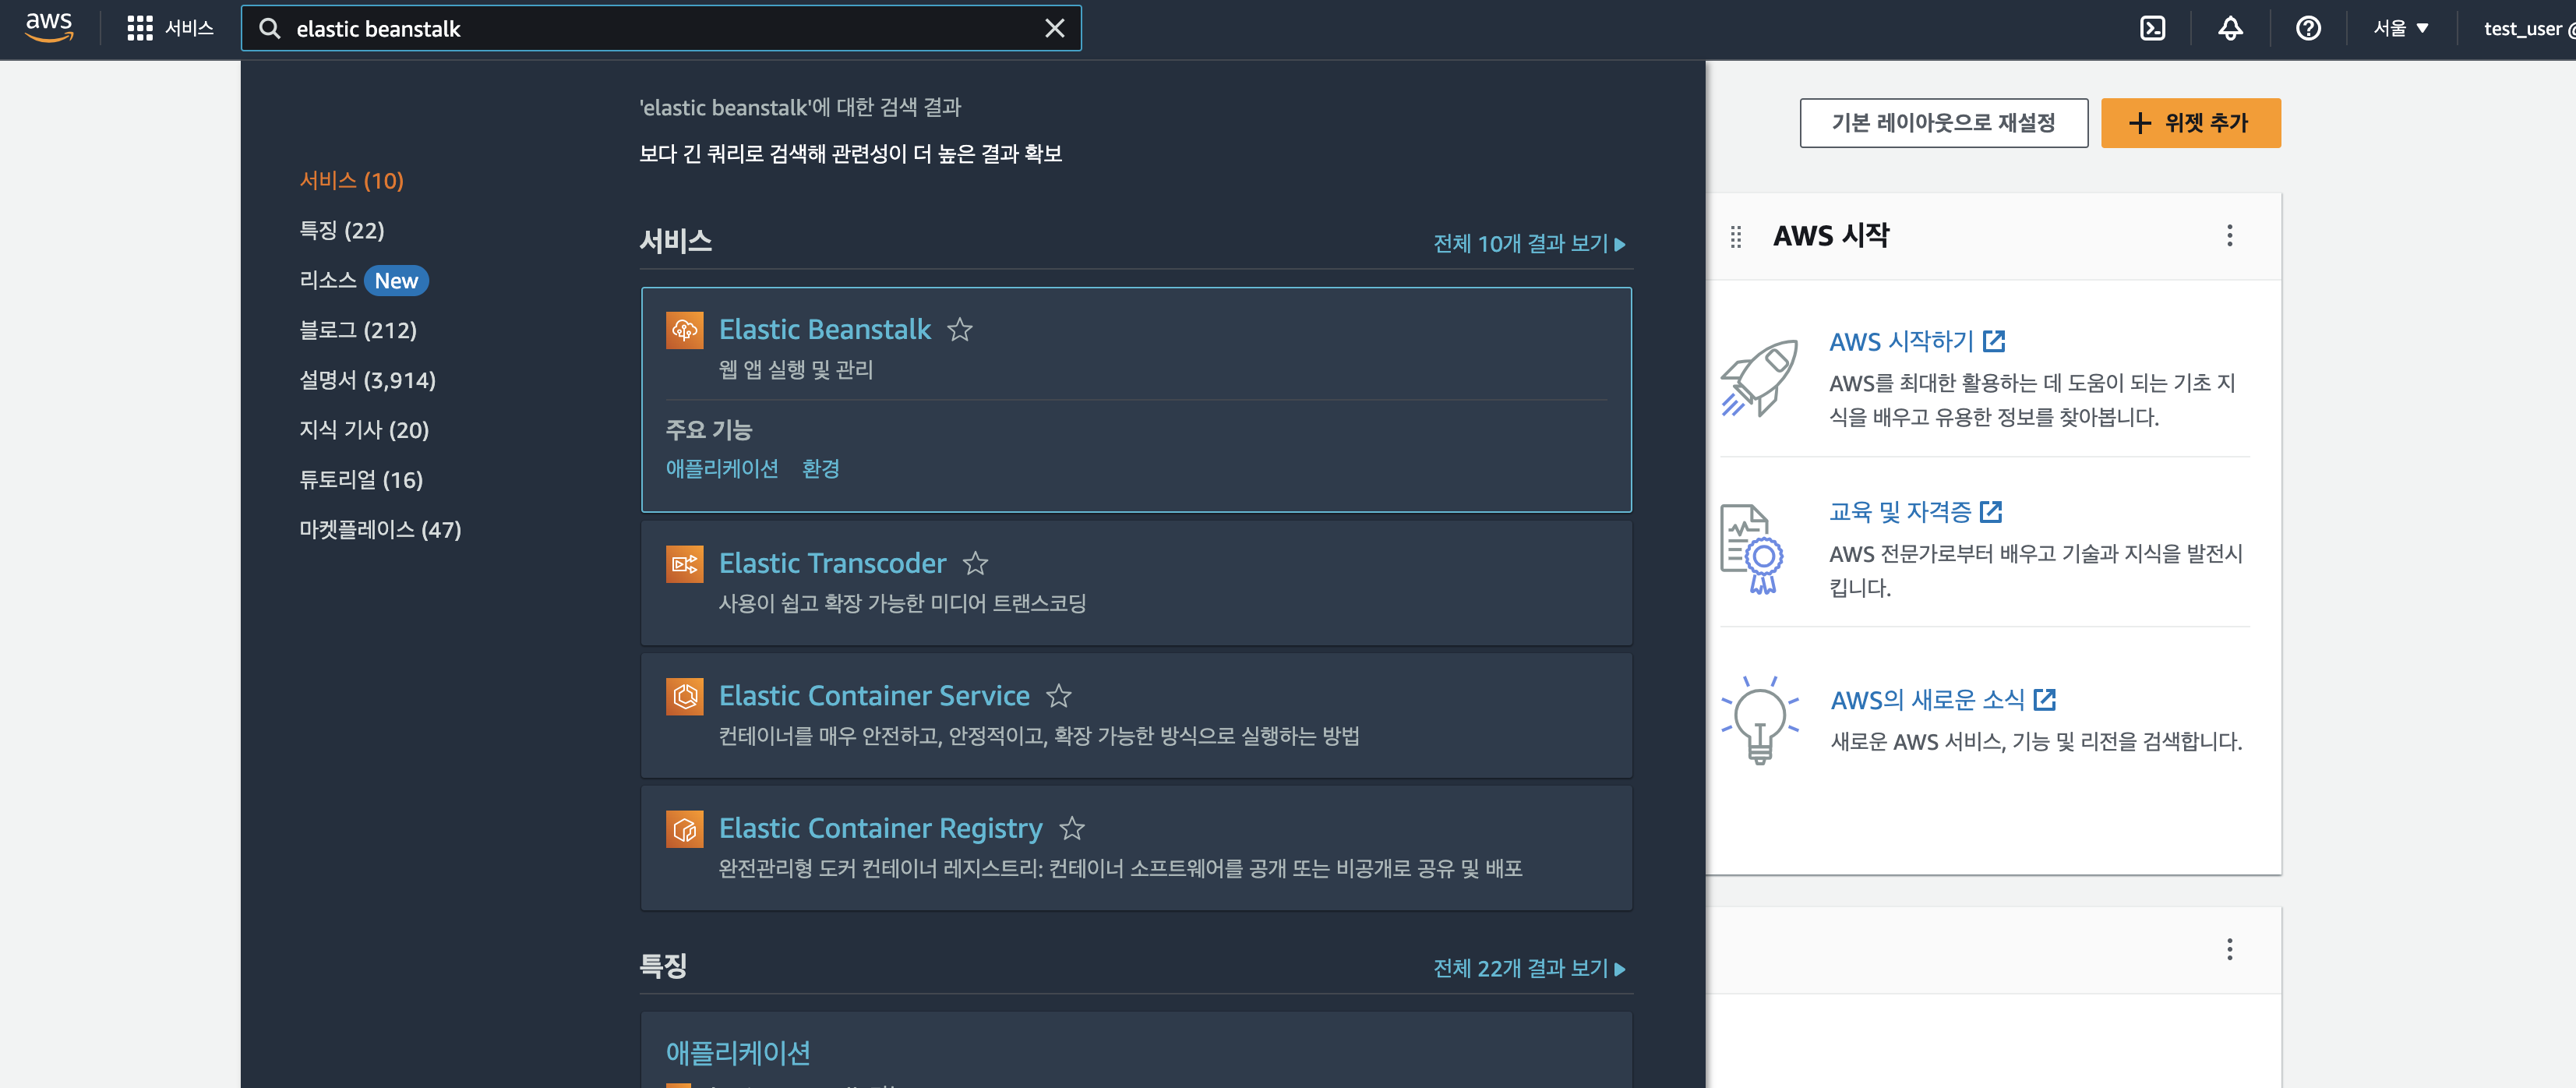 aws
서비스
elastic beanstalk
서울 ▼
test_user @
'elastic beanstalk'에 대한 검색 결과
보다 긴 쿼리로 검색해 관련성이 더 높은 결과 확보
서비스 (10)
특징 (22)
리소스 New
블로그 (212)
설명서 (3,914)
지식 기사 (20)
튜토리얼 (16)
마켓플레이스 (47)
서비스
전체 10개 결과 보기 ▶
Elastic Beanstalk
웹 앱 실행 및 관리
주요 기능
애플리케이션 환경
Elastic Transcoder
사용이 쉽고 확장 가능한 미디어 트랜스코딩
Elastic Container Service
컨테이너를 매우 안전하고, 안정적이고, 확장 가능한 방식으로 실행하는 방법
Elastic Container Registry
완전관리형 도커 컨테이너 레지스트리: 컨테이너 소프트웨어를 공개 또는 비공개로 공유 및 배포
특징
전체 22개 결과 보기 ▶
애플리케이션
기본 레이아웃으로 재설정
+ 위젯 추가
AWS 시작
AWS 시작하기
AWS를 최대한 활용하는 데 도움이 되는 기초 지
식을 배우고 유용한 정보를 찾아봅니다.
교육 및 자격증
AWS 전문가로부터 배우고 기술과 지식을 발전시
킵니다.
AWS의 새로운 소식
새로운 AWS 서비스, 기능 및 리전을 검색합니다.